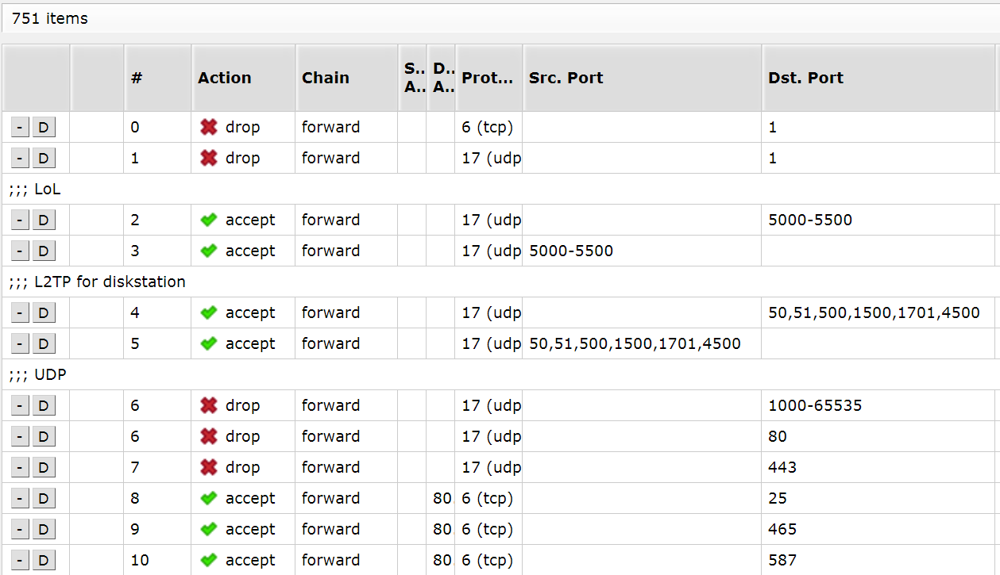 751 items
# Action Chain S.. A.. D.. A.. Prot... Src. Port Dst. Port
- D 0 drop forward 6 (tcp) 1
- D 1 drop forward 17 (udp 1
;;; LoL
- D 2 accept forward 17 (udp 5000-5500
- D 3 accept forward 17 (udp 5000-5500
;;; L2TP for diskstation
- D 4 accept forward 17 (udp 50,51,500,1500,1701,4500
- D 5 accept forward 17 (udp 50,51,500,1500,1701,4500
;;; UDP
- D 6 drop forward 17 (udp 1000-65535
- D 6 drop forward 17 (udp 80
- D 7 drop forward 17 (udp 443
- D 8 accept forward 80 6 (tcp) 25
- D 9 accept forward 80 6 (tcp) 465
- D 10 accept forward 80 6 (tcp) 587